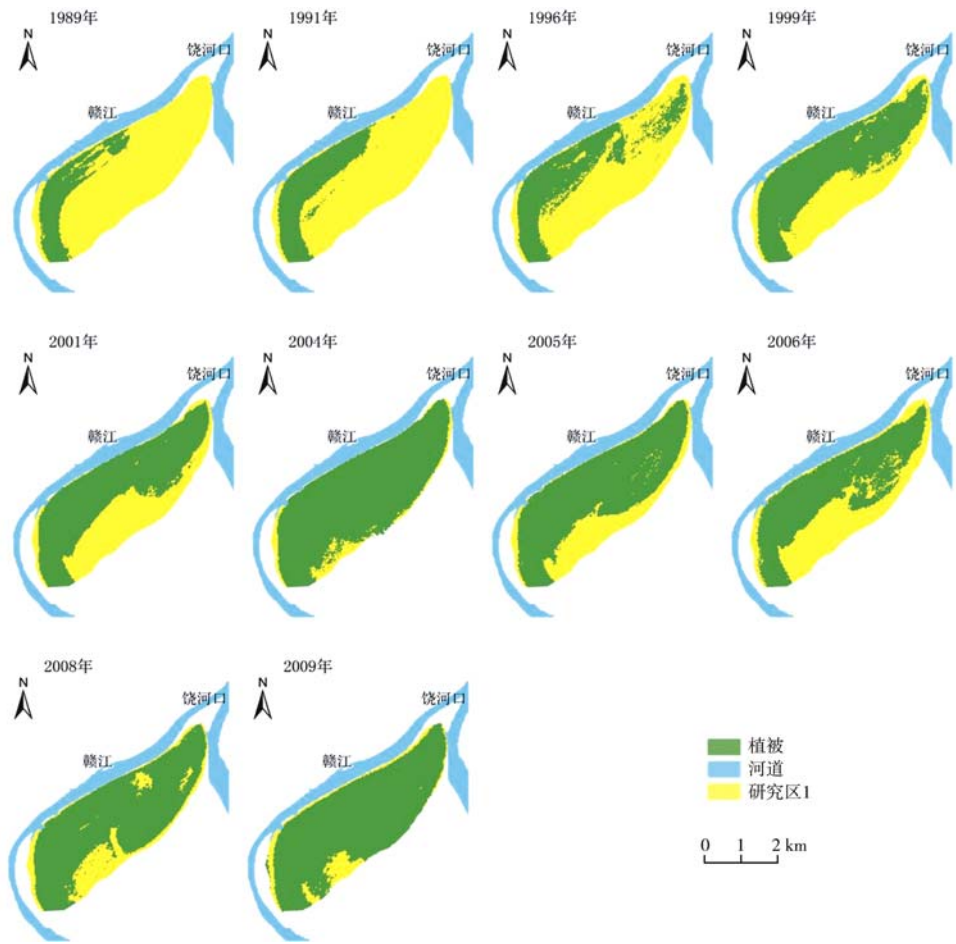 1989年
N
饶河口
赣江
1991年
N
饶河口
赣江
1996年
N
饶河口
赣江
1999年
N
饶河口
赣江
2001年
N
饶河口
赣江
2004年
N
饶河口
赣江
2005年
N
饶河口
赣江
2006年
N
饶河口
赣江
2008年
N
饶河口
赣江
2009年
N
饶河口
赣江
植被
河道
研究区1
0 1 2 km